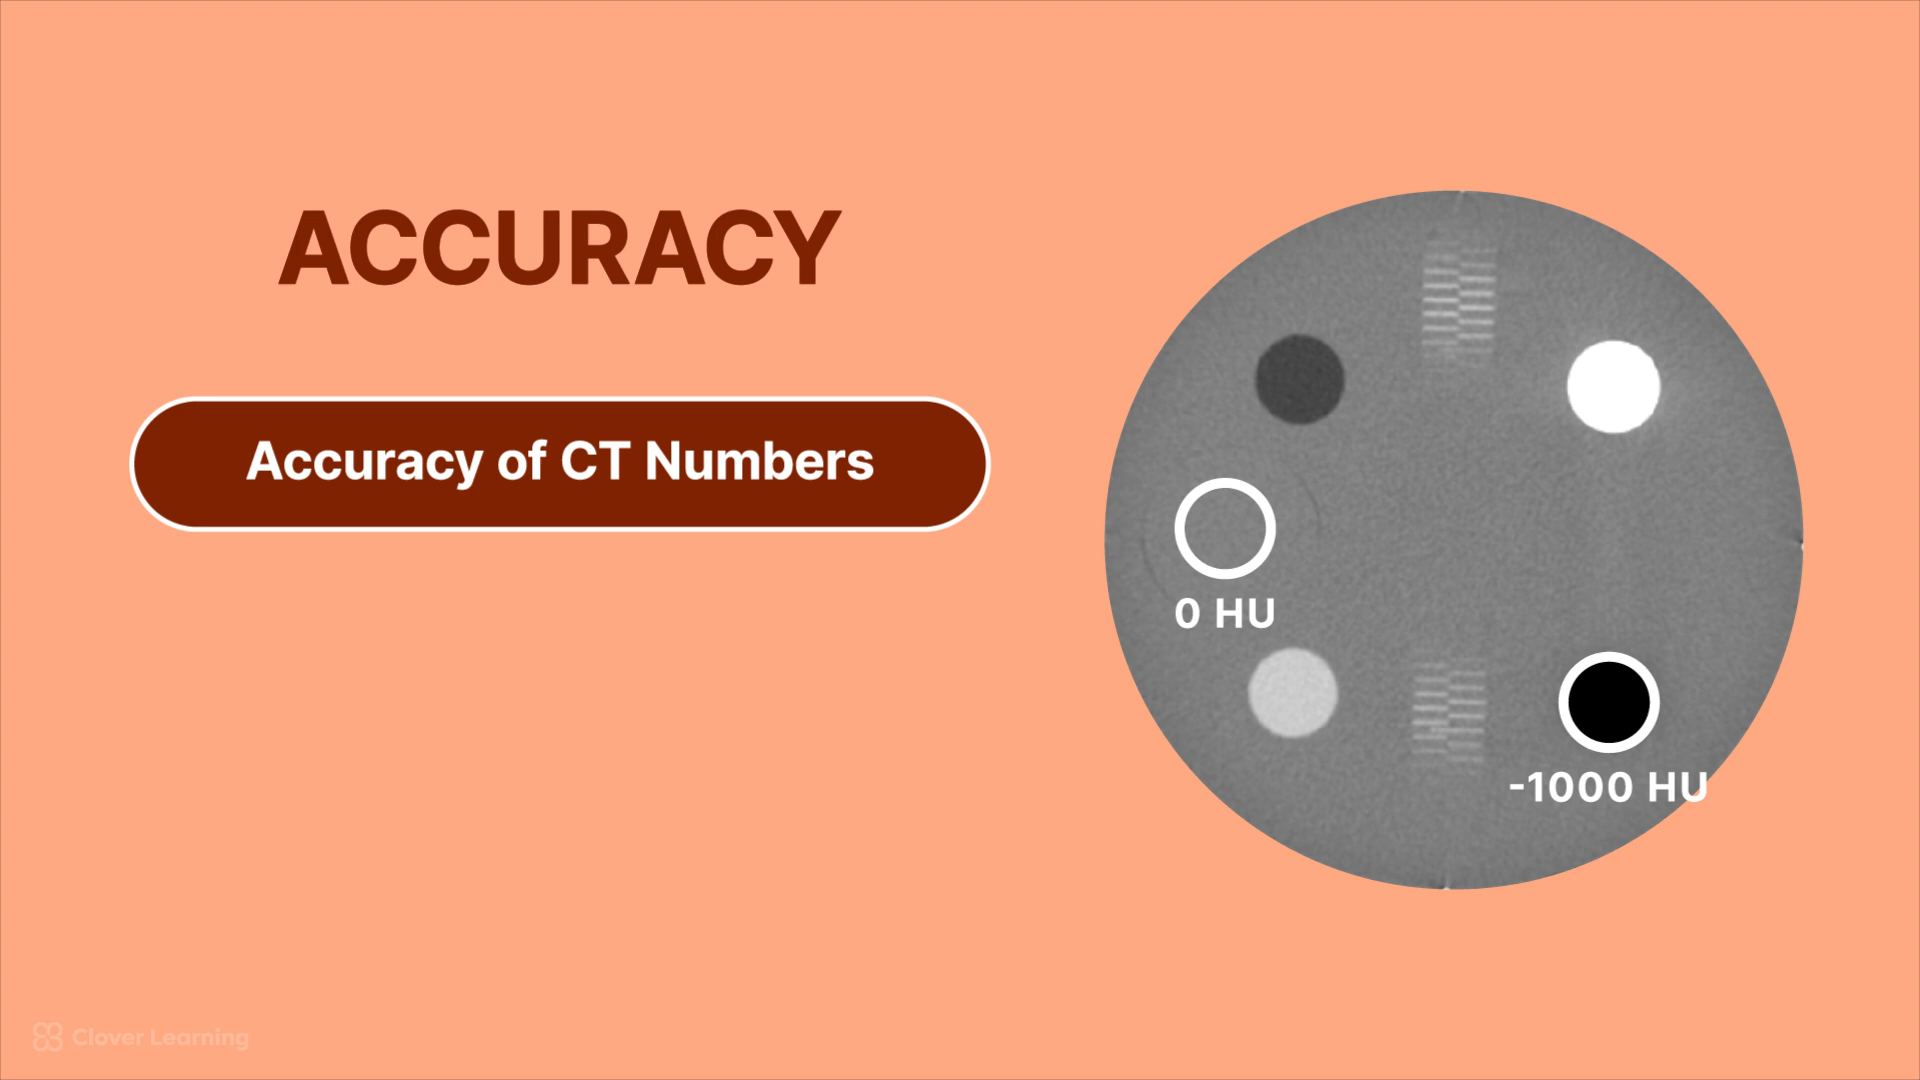 ACCURACY
Accuracy of CT Numbers
0 HU
-1000 HU
Clover Learning